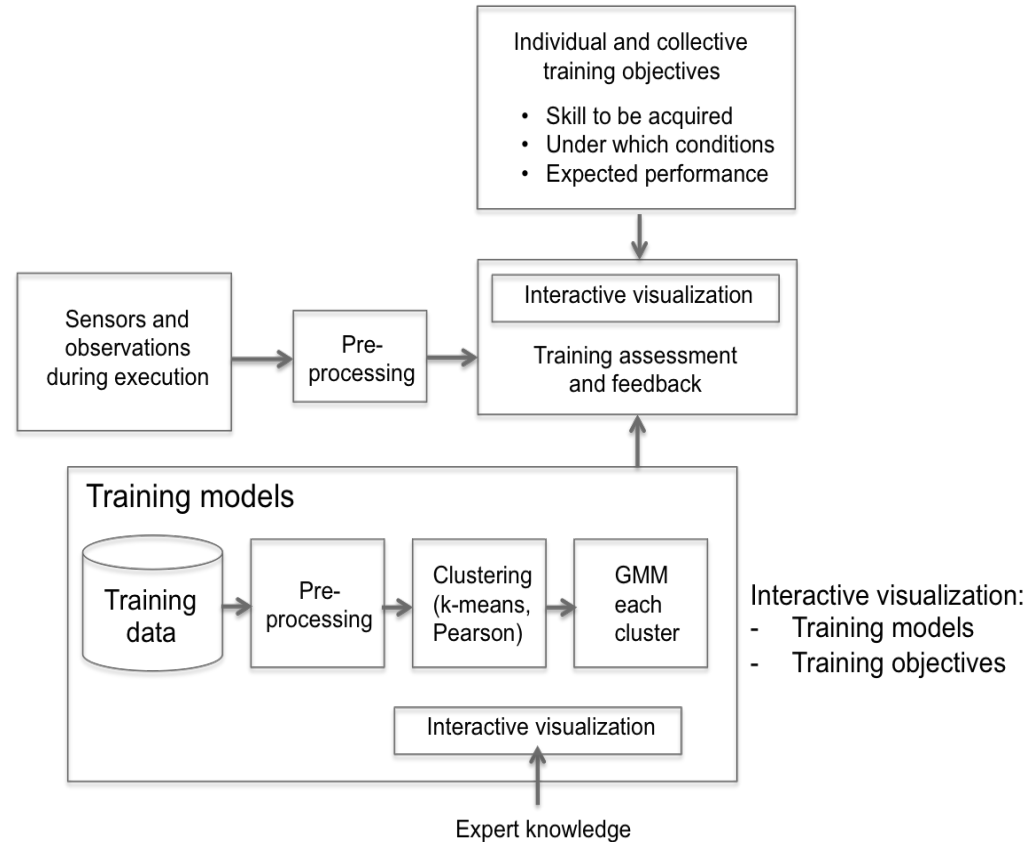 Individual and collective
training objectives
• Skill to be acquired
• Under which conditions
• Expected performance
Interactive visualization
Training assessment
and feedback
Sensors and
observations
during execution
Pre-
processing
Training models
Training
data
Pre-
processing
Clustering
(k-means,
Pearson)
GMM
each
cluster
Interactive visualization
Interactive visualization:
- Training models
- Training objectives
Expert knowledge